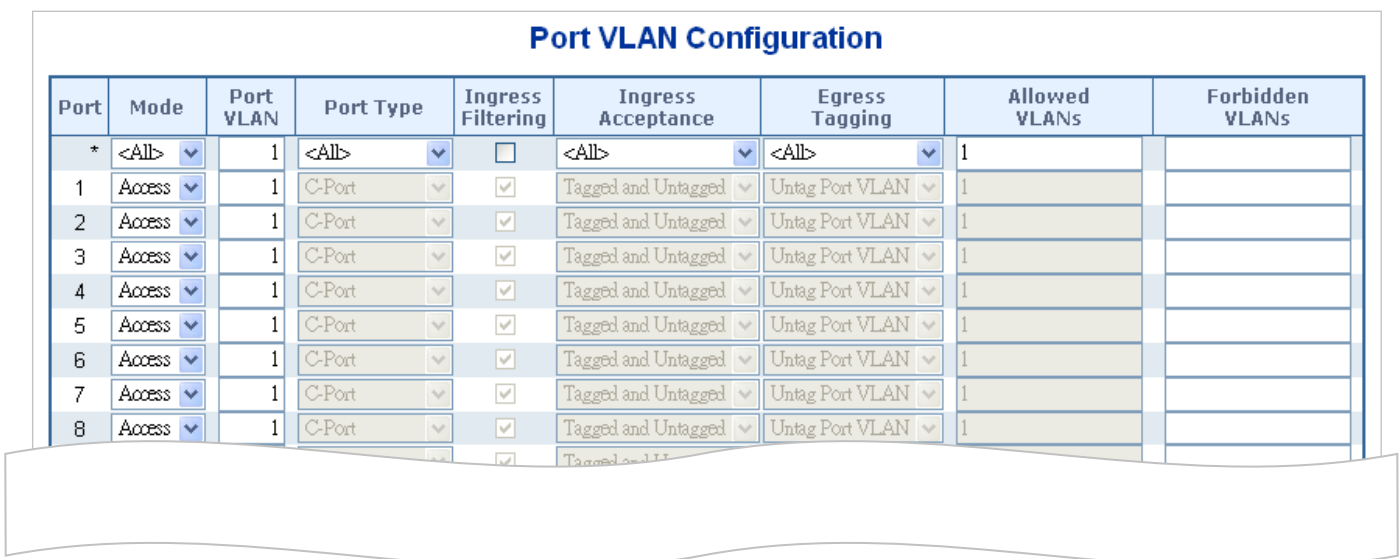 Port VLAN Configuration
Port Mode Port VLAN Port Type Ingress Filtering Ingress Acceptance Egress Tagging Allowed VLANs Forbidden VLANs
* <All> 1 <All> <All> <All> 1
1 Access 1 C-Port Tagged and Untagged Untag Port VLAN 1
2 Access 1 C-Port Tagged and Untagged Untag Port VLAN 1
3 Access 1 C-Port Tagged and Untagged Untag Port VLAN 1
4 Access 1 C-Port Tagged and Untagged Untag Port VLAN 1
5 Access 1 C-Port Tagged and Untagged Untag Port VLAN 1
6 Access 1 C-Port Tagged and Untagged Untag Port VLAN 1
7 Access 1 C-Port Tagged and Untagged Untag Port VLAN 1
8 Access 1 C-Port Tagged and Untagged Untag Port VLAN 1